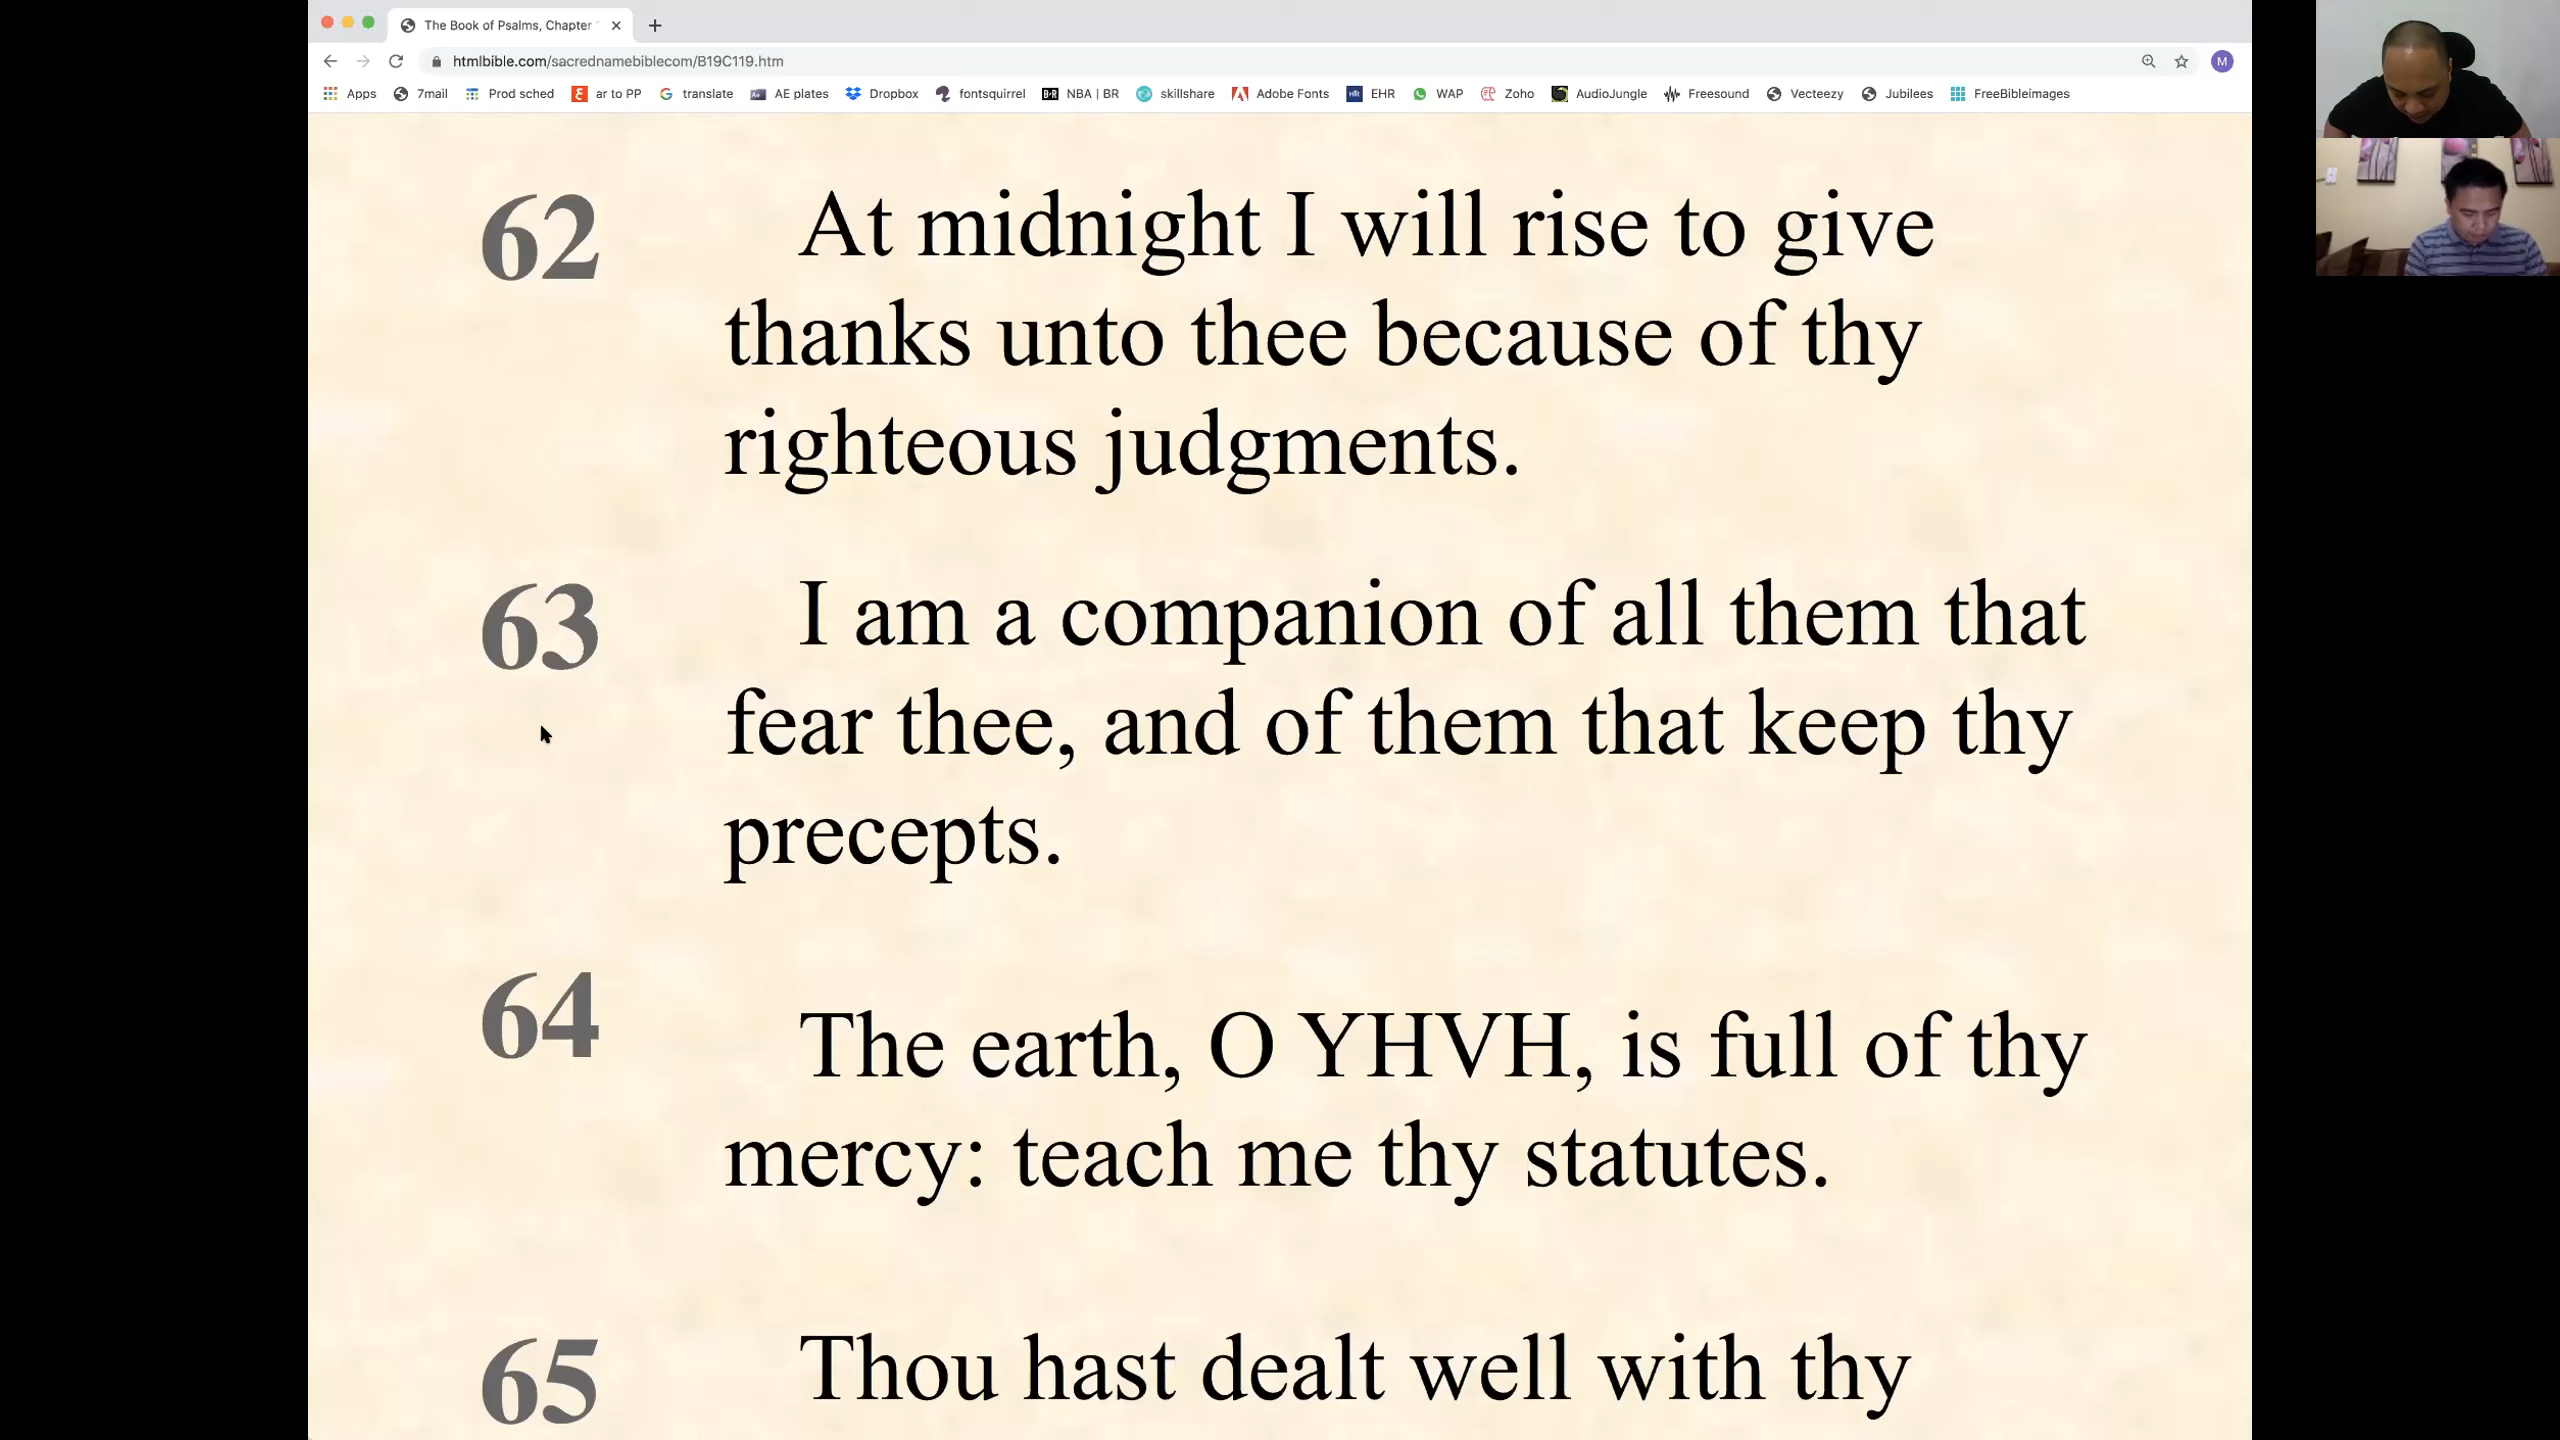 The Book of Psalms, Chapter
htmlbible.com/sacrednamebiblecom/B19C119.htm
M
Apps 7mail Prod sched ar to PP translate AE plates Dropbox fontsquirrel NBA | BR skillshare Adobe Fonts EHR WAP Zoho AudioJungle Freesound Vecteezy Jubilees FreeBibleimages
62 At midnight I will rise to give
thanks unto thee because of thy
righteous judgments.
63 I am a companion of all them that
fear thee, and of them that keep thy
precepts.
64 The earth, O YHVH, is full of thy
mercy: teach me thy statutes.
65 Thou hast dealt well with thy